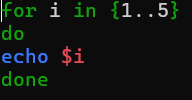 for i in {1..5}
do
echo $i
done